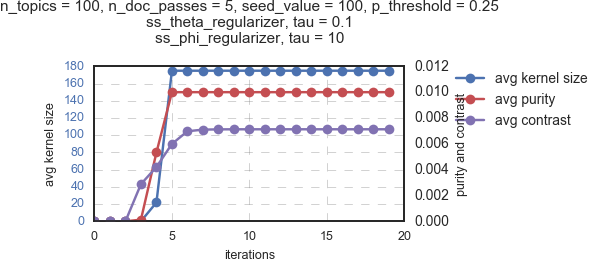 n_topics = 100, n_doc_passes = 5, seed_value = 100, p_threshold = 0.25
ss_theta_regularizer, tau = 0.1
ss_phi_regularizer, tau = 10
180
160
140
120
100
80
60
40
20
0
avg kernel size
0
5
10
15
20
iterations
0.012
0.010
0.008
0.006
0.004
0.002
0.000
purity and contrast
avg kernel size
avg purity
avg contrast